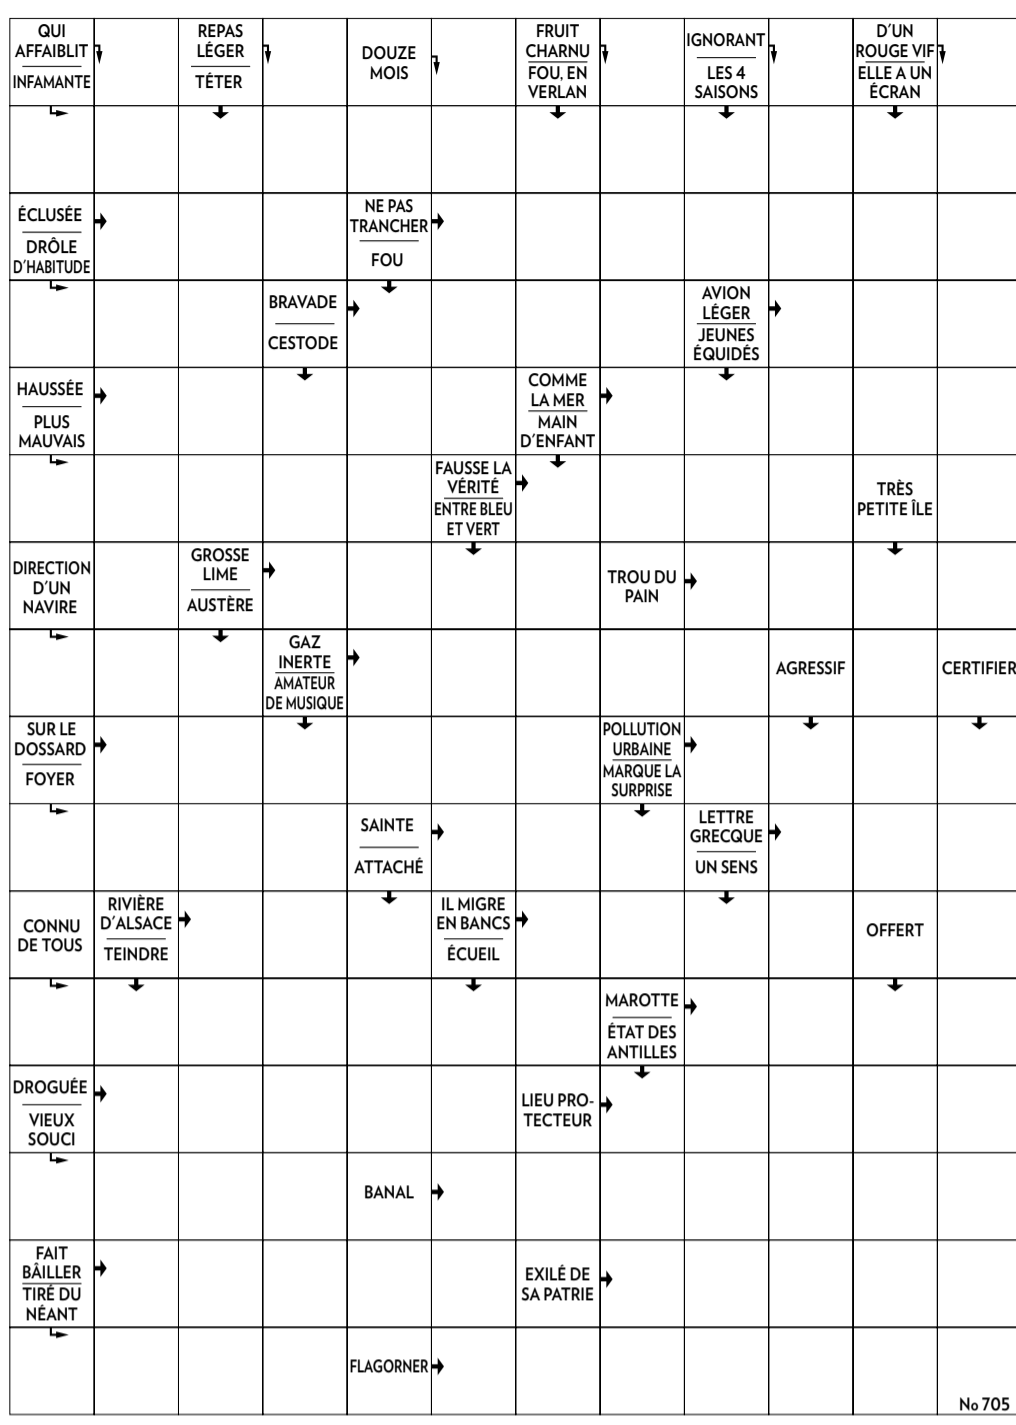 QUI
AFFAIBLIT
INFAMANTE
REPAS
LÉGER
TÉTER
DOUZE
MOIS
FRUIT
CHARNU
FOU, EN
VERLAN
IGNORANT
LES 4
SAISONS
D'UN
ROUGE VIF
ELLE A UN
ÉCRAN
ÉCLUSÉE
DRÔLE
D'HABITUDE
NE PAS
TRANCHER
FOU
BRAVADE
CESTODE
AVION
LÉGER
JEUNES
ÉQUIDÉS
HAUSSÉE
PLUS
MAUVAIS
COMME
LA MER
MAIN
D'ENFANT
FAUSSE LA
VÉRITÉ
ENTRE BLEU
ET VERT
TRÈS
PETITE ÎLE
DIRECTION
D'UN
NAVIRE
GROSSE
LIME
AUSTÈRE
TROU DU
PAIN
GAZ
INERTE
AMATEUR
DE MUSIQUE
AGRESSIF
CERTIFIER
SUR LE
DOSSARD
FOYER
POLLUTION
URBAINE
MARQUE LA
SURPRISE
SAINTE
ATTACHÉ
LETTRE
GRECQUE
UN SENS
CONNU
DE TOUS
RIVIÈRE
D'ALSACE
TEINDRE
IL MIGRE
EN BANCS
ÉCUEIL
OFFERT
MAROTTE
ÉTAT DES
ANTILLES
DROGUÉE
VIEUX
SOUCI
LIEU PRO-
TECTEUR
BANAL
FAIT
BÂILLER
TIRÉ DU
NÉANT
EXILÉ DE
SA PATRIE
FLAGORNER
No 705